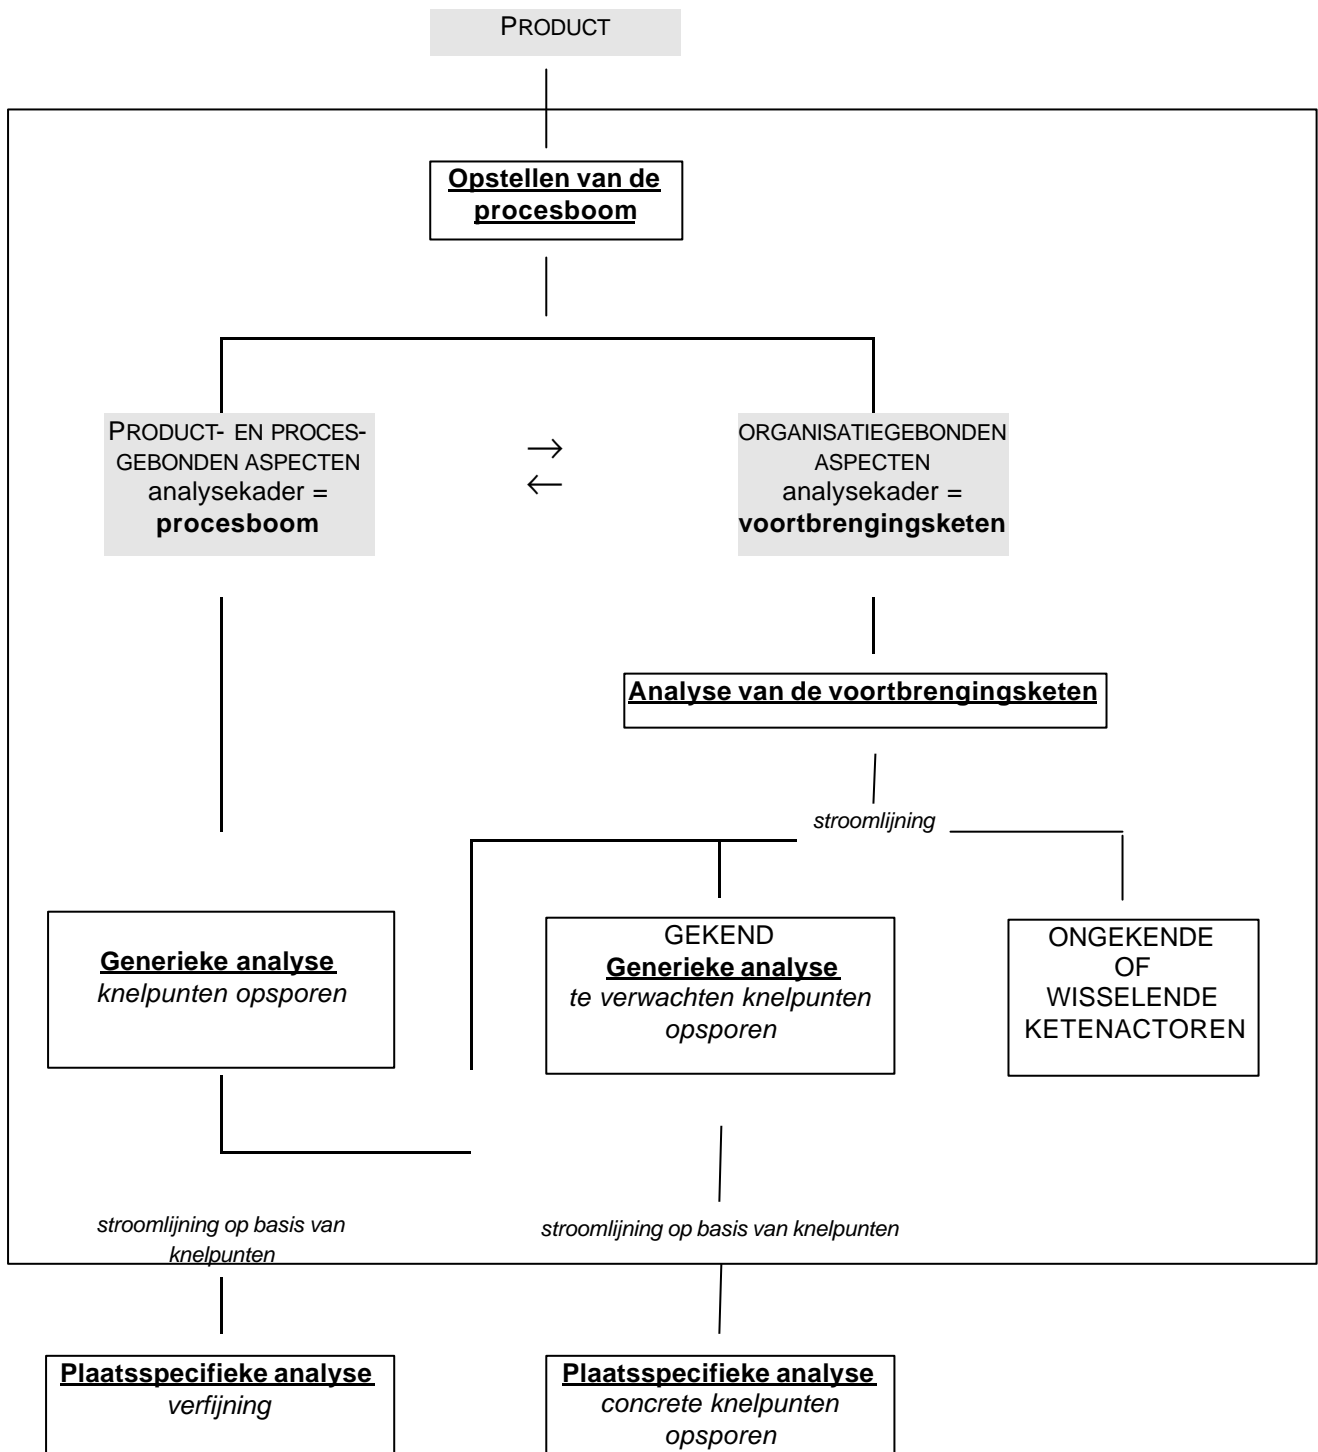 PRODUCT
Opstellen van de
procesboom
PRODUCT- EN PROCES-
GEBONDEN ASPECTEN
analysekader =
procesboom
→
←
ORGANISATIEGEBONDEN
ASPECTEN
analysekader =
voortbrengingsketen
Analyse van de voortbrengingsketen
stroomlijning
Generieke analyse
knelpunten opsporen
GEKEND
Generieke analyse
te verwachten knelpunten
opsporen
ONGEKENDE
OF
WISSELENDE
KETENACTOREN
stroomlijning op basis van
knelpunten
stroomlijning op basis van knelpunten
Plaatsspecifieke analyse
verfijning
Plaatsspecifieke analyse
concrete knelpunten
opsporen